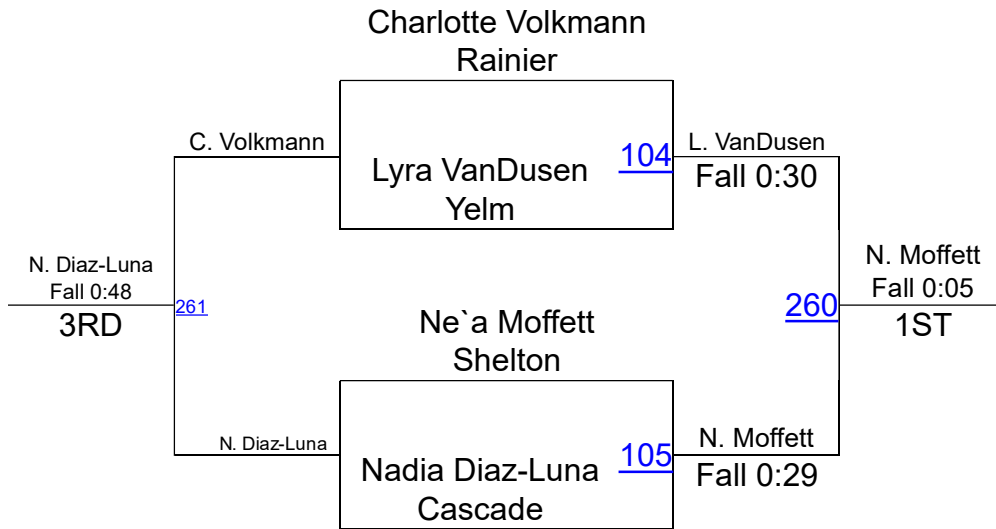 Charlotte Volkmann
Rainier
C. Volkmann
L. VanDusen
104
Fall 0:30
Lyra VanDusen
Yelm
N. Diaz-Luna
Fall 0:48
3RD
261
N. Moffett
Fall 0:05
1ST
260
Ne`a Moffett
Shelton
N. Diaz-Luna
N. Moffett
105
Fall 0:29
Nadia Diaz-Luna
Cascade